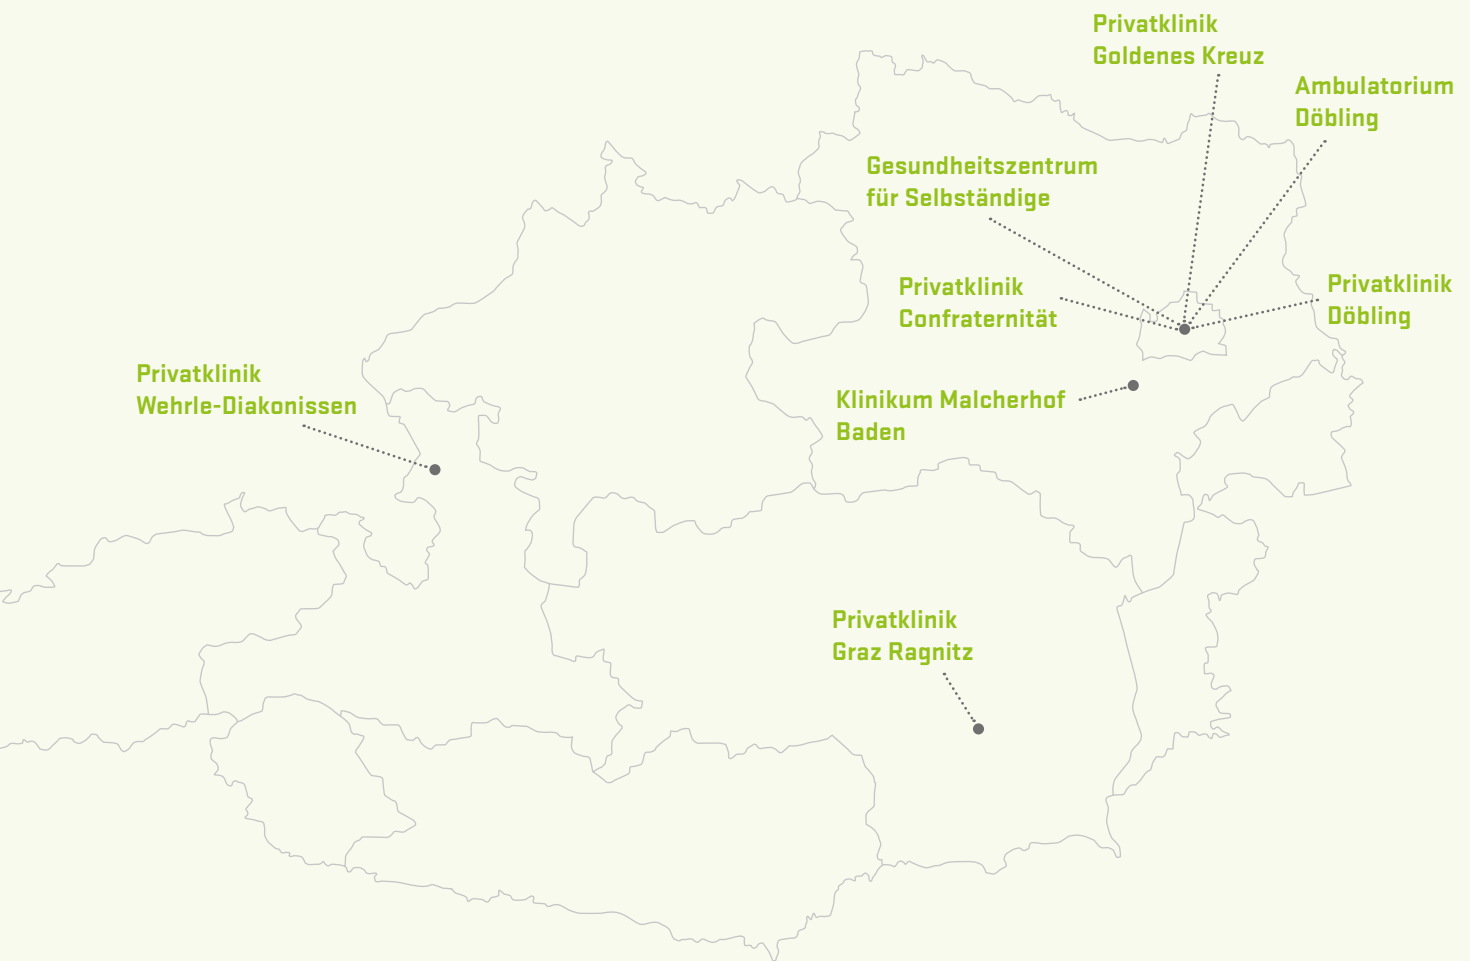 Privatklinik
Goldenes Kreuz
Ambulatorium
Döbling
Gesundheitszentrum
für Selbständige
Privatklinik
Confraternität
Privatklinik
Döbling
Privatklinik
Wehrle-Diakonissen
Klinikum Malcherhof
Baden
Privatklinik
Graz Ragnitz